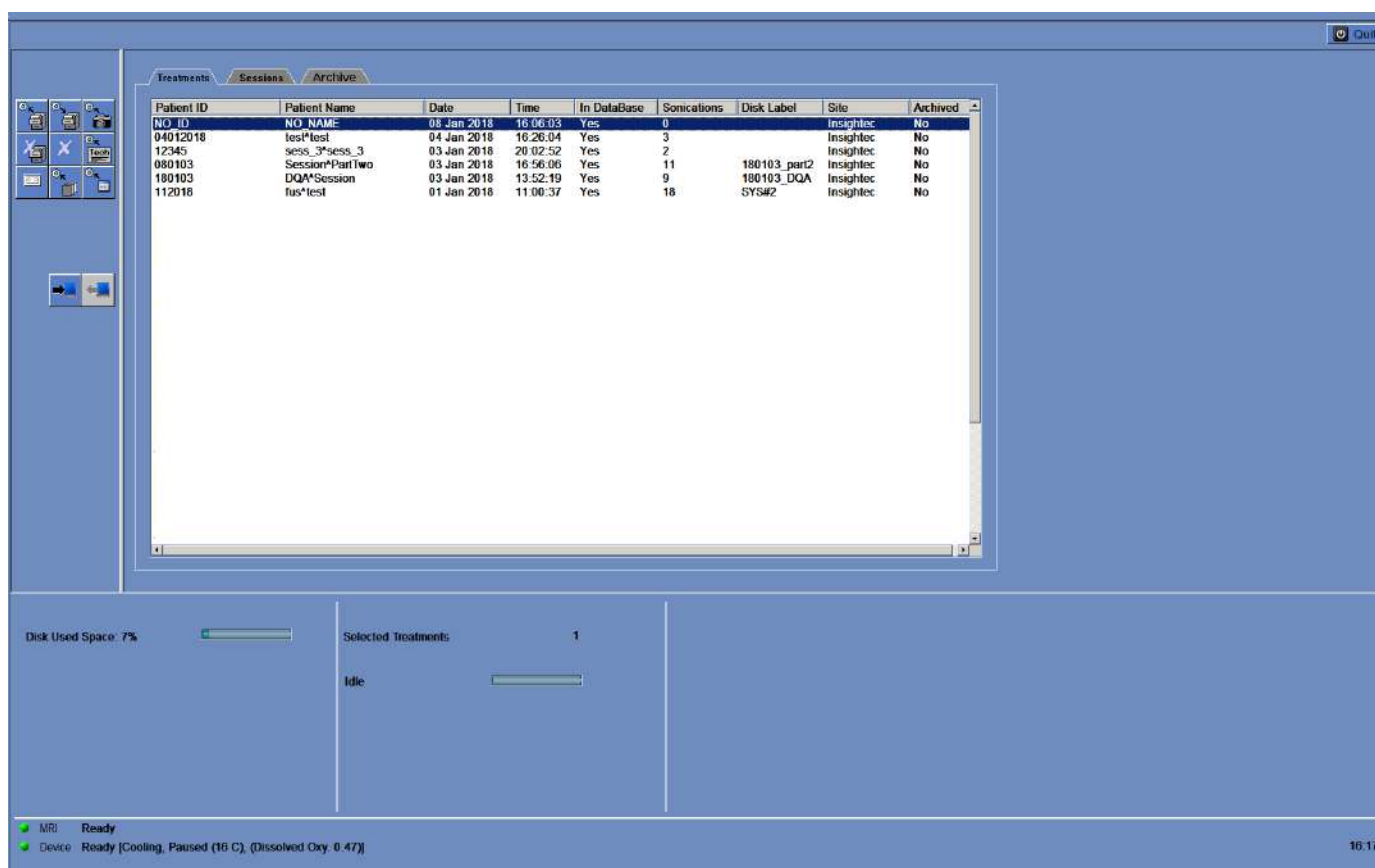 Quit
Treatments Sessions Archive
Patient ID Patient Name Date Time In DataBase Sonications Disk Label Site Archived
NO_ID NO_NAME 08 Jan 2018 16:06:03 Yes 0 Insightec No
04012018 test^test 04 Jan 2018 16:26:04 Yes 3 Insightec No
12345 sess_3^sess_3 03 Jan 2018 20:02:52 Yes 2 Insightec No
080103 Session^PartTwo 03 Jan 2018 16:56:06 Yes 11 180103_part2 Insightec No
180103 DQA^Session 03 Jan 2018 13:52:19 Yes 9 180103_DQA Insightec No
112018 fus^test 01 Jan 2018 11:00:37 Yes 18 SYS#2 Insightec No
Tech
Disk Used Space: 7% Selected Treatments 1
Idle
MRI Ready
Device Ready [Cooling, Paused (16 C), (Dissolved Oxy. 0.47)]
16:17